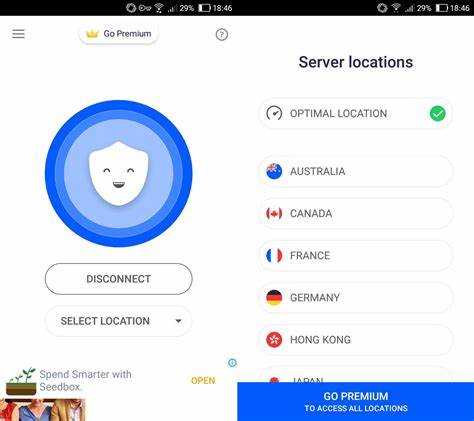 29% 18:46
Go Premium
?
DISCONNECT
SELECT LOCATION
Spend Smarter with
Seedbox.
OPEN
29% 18:46
Server locations
OPTIMAL LOCATION
AUSTRALIA
CANADA
FRANCE
GERMANY
HONG KONG
JAPAN
GO PREMIUM
TO ACCESS ALL LOCATIONS